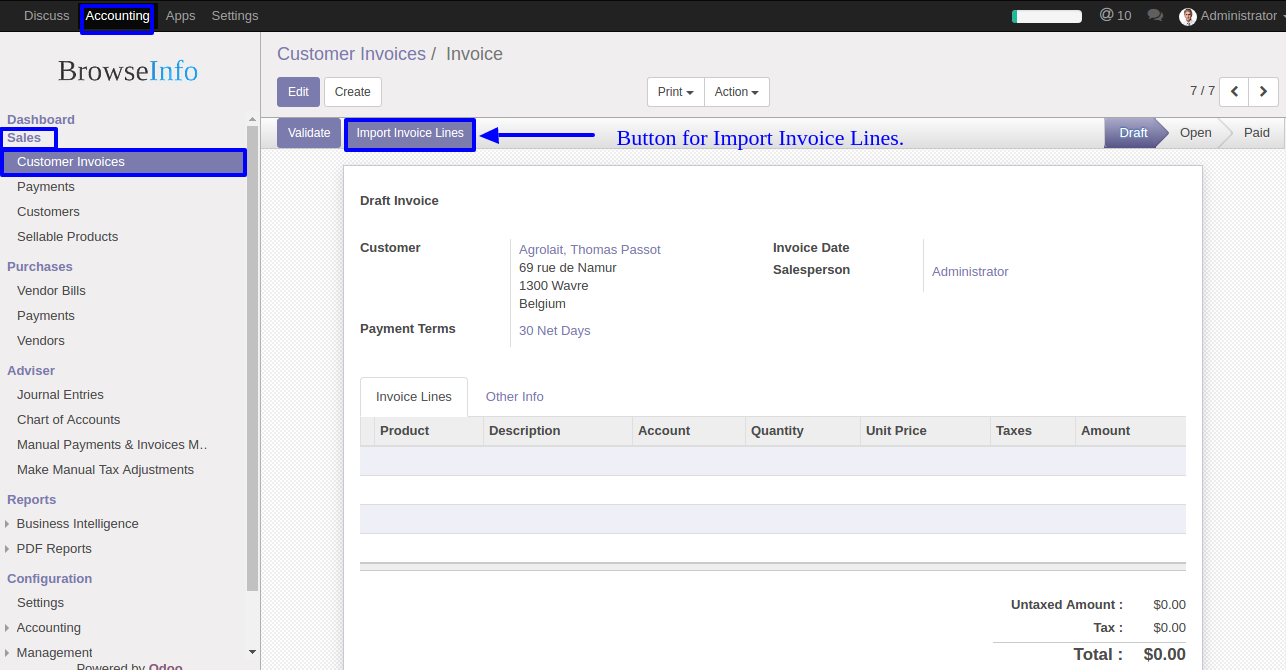 Discuss Accounting Apps Settings @ 10 Administrator
BrowseInfo
Dashboard
Sales
Customer Invoices
Payments
Customers
Sellable Products
Purchases
Vendor Bills
Payments
Vendors
Adviser
Journal Entries
Chart of Accounts
Manual Payments & Invoices M..
Make Manual Tax Adjustments
Reports
Business Intelligence
PDF Reports
Configuration
Settings
Accounting
Management
Powered by Odoo
Customer Invoices / Invoice
Edit Create Print Action 7 / 7
Validate Import Invoice Lines Button for Import Invoice Lines. Draft Open Paid
Draft Invoice
Customer Agrolait, Thomas Passot
69 rue de Namur
1300 Wavre
Belgium
Payment Terms 30 Net Days
Invoice Date
Salesperson Administrator
Invoice Lines Other Info
Product Description Account Quantity Unit Price Taxes Amount
Untaxed Amount : $0.00
Tax : $0.00
Total : $0.00